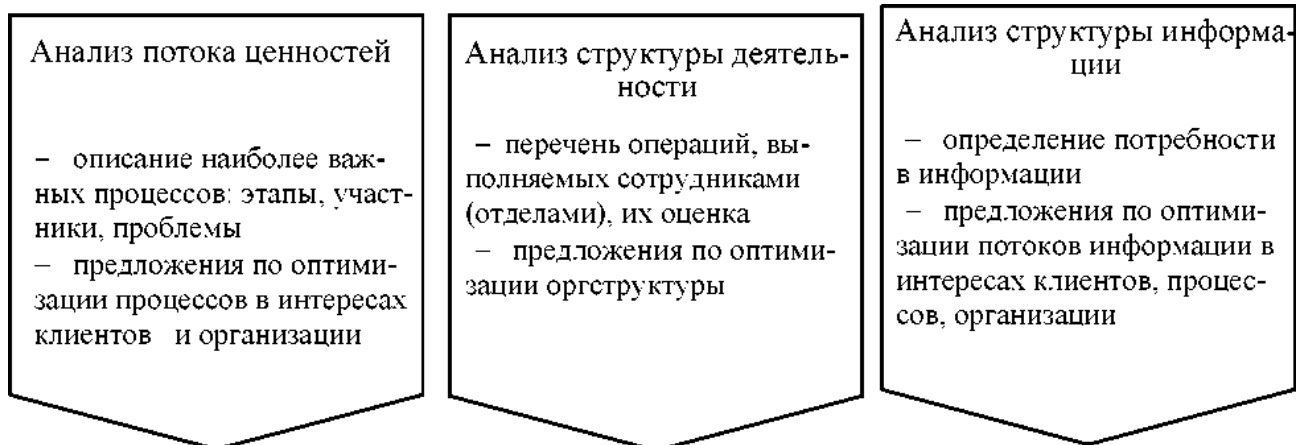 Анализ потока ценностей
– описание наиболее важ-
ных процессов: этапы, участ-
ники, проблемы
– предложения по оптими-
зации процессов в интересах
клиентов и организации
Анализ структуры деятель-
ности
– перечень операций, вы-
полняемых сотрудниками
(отделами), их оценка
– предложения по оптими-
зации оргструктуры
Анализ структуры информа-
ции
– определение потребности
в информации
– предложения по оптими-
зации потоков информации в
интересах клиентов, процес-
сов, организации